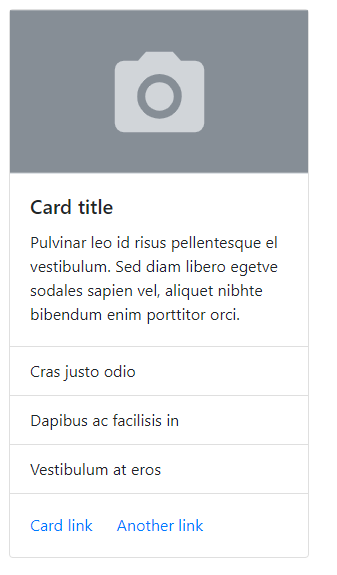 Card title
Pulvinar leo id risus pellentesque el
vestibulum. Sed diam libero egetve
sodales sapien vel, aliquet nibhte
bibendum enim porttitor orci.
Cras justo odio
Dapibus ac facilisis in
Vestibulum at eros
Card link Another link